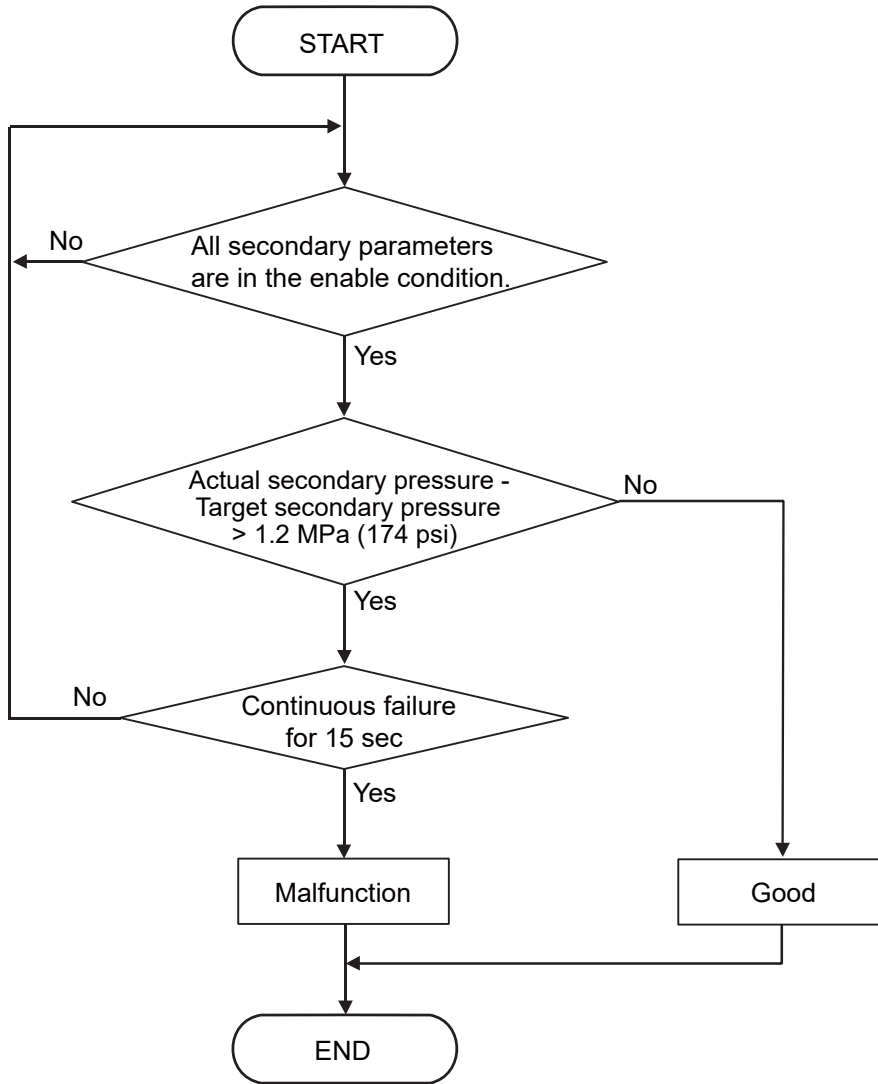 START
No
All secondary parameters
are in the enable condition.
Yes
Actual secondary pressure -
Target secondary pressure
> 1.2 MPa (174 psi)
No
Yes
No
Continuous failure
for 15 sec
Yes
Malfunction
Good
END